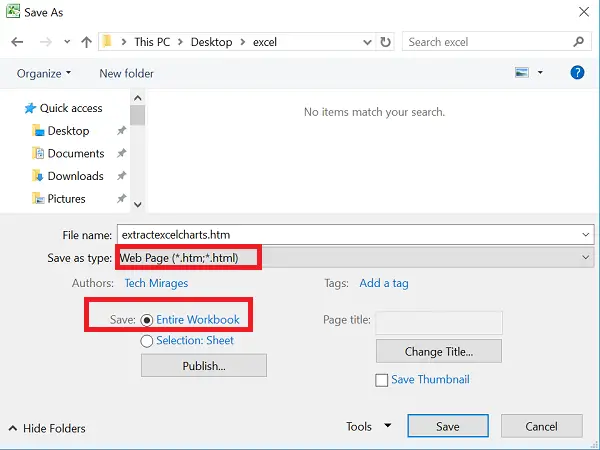 Save As
This PC > Desktop > excel
Search excel
Organize
New folder
Quick access
Desktop
Documents
Downloads
Pictures
No items match your search.
File name: extractexcelcharts.htm
Save as type: Web Page (*.htm;*.html)
Authors: Tech Mirages
Tags: Add a tag
Save: Entire Workbook
Selection: Sheet
Publish...
Page title:
Change Title...
Save Thumbnail
Hide Folders
Tools
Save
Cancel